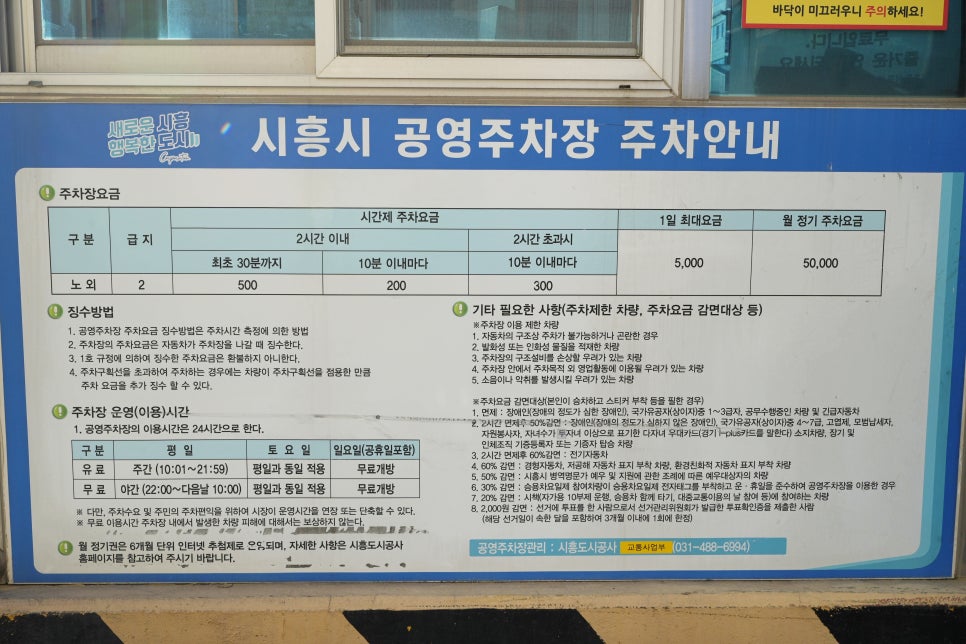 바닥이 미끄러우니 주의하세요!
새로운 시흥
행복한 도시
시흥시 공영주차장 주차안내
주차장요금
구 분 급 지 시간제 주차요금 1일 최대요금 월 정기 주차요금
2시간 이내 2시간 초과시
최초 30분까지 10분 이내마다 10분 이내마다
5,000 50,000
노 외 2 500 200 300
징수방법
1. 공영주차장 주차요금 징수방법은 주차시간 측정에 의한 방법
2. 주차장의 주차요금은 자동차가 주차장을 나갈 때 징수한다.
3. 1호 규정에 의하여 징수한 주차요금은 환불하지 아니한다.
4. 주차구획선을 초과하여 주차하는 경우에는 차량이 주차구획선을 점용한 만큼
주차 요금을 추가 징수 할 수 있다.
주차장 운영(이용)시간
1. 공영주차장의 이용시간은 24시간으로 한다.
구 분 평 일 토 요 일 일요일(공휴일포함)
유 료 주간 (10:01~21:59) 평일과 동일 적용 무료개방
무 료 야간 (22:00~다음날 10:00) 평일과 동일 적용 무료개방
※ 다만, 주차수요 및 주민의 주차편익을 위하여 시장이 운영시간을 연장 또는 단축할 수 있다.
※ 무료 이용시간 주차장 내에서 발생한 차량 피해에 대해서는 보상하지 않는다.
월 정기권은 6개월 단위 인터넷 추첨제로 운영되며, 자세한 사항은 시흥도시공사
홈페이지를 참고하여 주시기 바랍니다.
기타 필요한 사항(주차제한 차량, 주차요금 감면대상 등)
※주차장 이용 제한 차량
1. 자동차의 구조상 주차가 불가능하거나 곤란한 경우
2. 발화성 또는 인화성 물질을 적재한 차량
3. 주차장의 구조설비를 손상할 우려가 있는 차량
4. 주차장 안에서 주차목적 외 영업활동에 이용될 우려가 있는 차량
5. 소음이나 악취를 발생시킬 우려가 있는 차량
※주차요금 감면대상(본인이 승차하고 스티커 부착 등을 필한 경우)
1. 면제 : 장애인(장애의 정도가 심한 장애인), 국가유공자(상이자)중 1~3급자, 공무수행중인 차량 및 긴급자동차
2. 2시간 면제후 50%감면 : 장애인(장애의 정도가 심하지 않은 장애인), 국가유공자(상이자)중 4~7급, 고엽제, 모범납세자,
자원봉사자, 자녀수가 두자녀 이상으로 표기한 다자녀 우대카드(경기 i-plus카드를 말한다) 소지차량, 장기 및
인체조직 기증등록자 또는 기증자 탑승 차량
3. 2시간 면제후 60%감면 : 전기자동차
4. 60% 감면 : 경형자동차, 저공해 자동차 표지 부착 차량, 환경친화적 자동차 표지 부착 차량
5. 50% 감면 : 시흥시 병역명문가 예우 및 지원에 관한 조례에 따른 예우대상자의 차량
6. 30% 감면 : 승용차요일제 참여차량이 승용차요일제 전자태그를 부착하고 운 · 휴일을 준수하여 공영주차장을 이용한 경우
7. 20% 감면 : 시책(자가용 10부제 운행, 승용차 함께 타기, 대중교통이용의 날 참여 등)에 참여하는 차량
8. 2,000원 감면 : 선거에 투표를 한 사람으로서 선거관리위원회가 발급한 투표확인증을 제출한 사람
(해당 선거일이 속한 달을 포함하여 3개월 이내에 1회에 한정)
공영주차장관리 : 시흥도시공사 교통사업부 (031-488-6994)